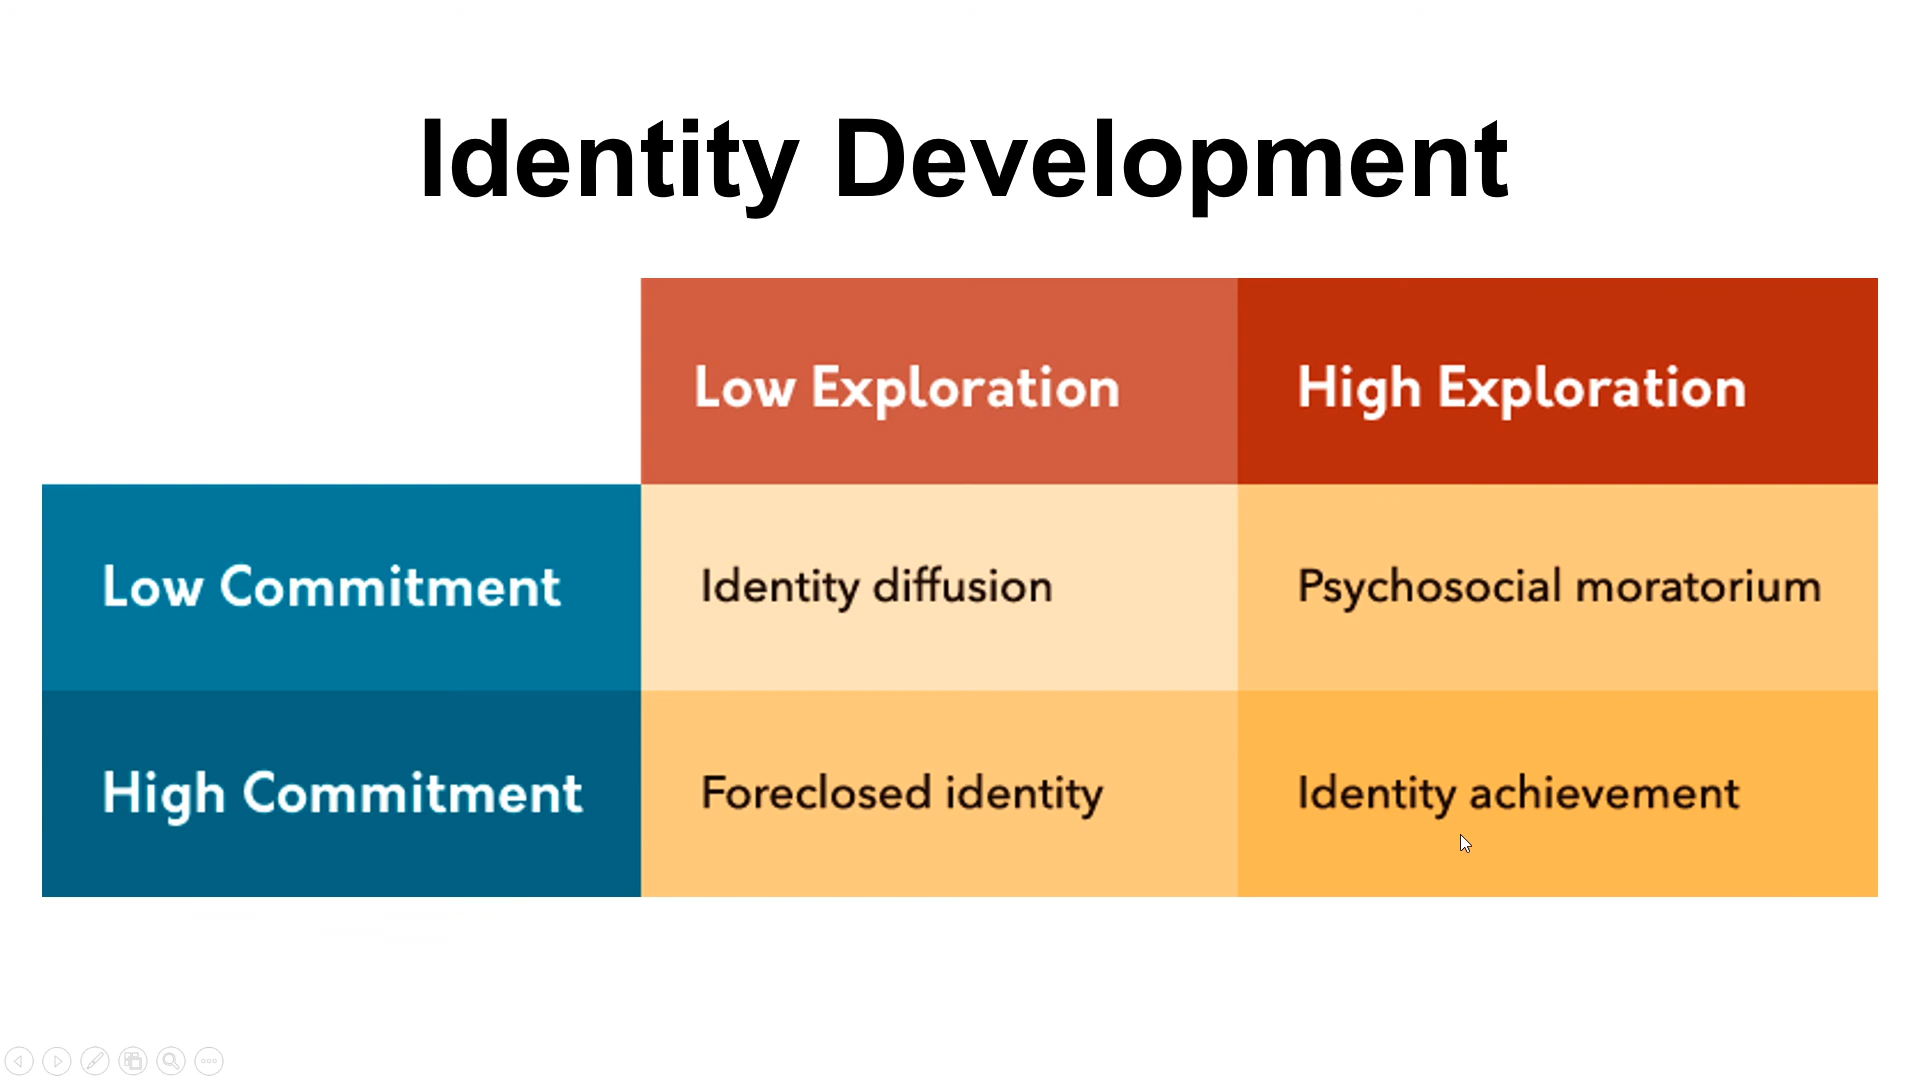 Identity Development
Low Exploration
High Exploration
Low Commitment
Identity diffusion
Psychosocial moratorium
High Commitment
Foreclosed identity
Identity achievement